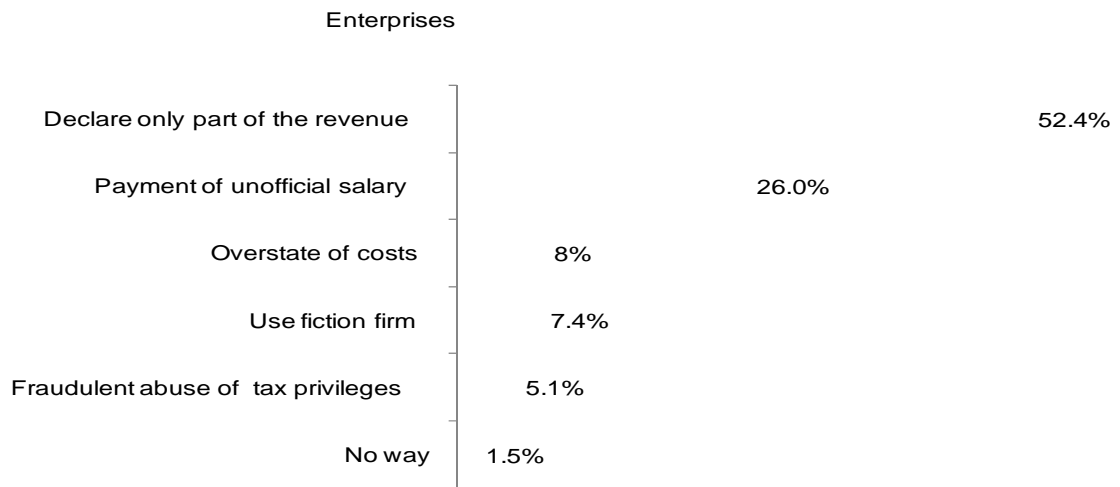 Enterprises
Declare only part of the revenue 52.4%
Payment of unofficial salary 26.0%
Overstate of costs 8%
Use fiction firm 7.4%
Fraudulent abuse of tax privileges 5.1%
No way 1.5%